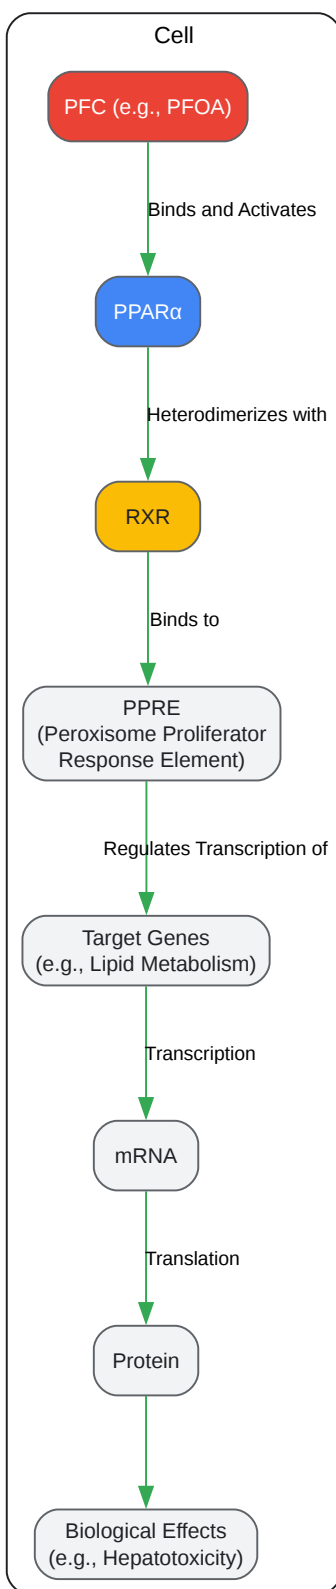 Cell
PFC (e.g., PFOA)
Binds and Activates
PPARα
Heterodimerizes with
RXR
Binds to
PPRE
(Peroxisome Proliferator
Response Element)
Regulates Transcription of
Target Genes
(e.g., Lipid Metabolism)
Transcription
mRNA
Translation
Protein
Biological Effects
(e.g., Hepatotoxicity)